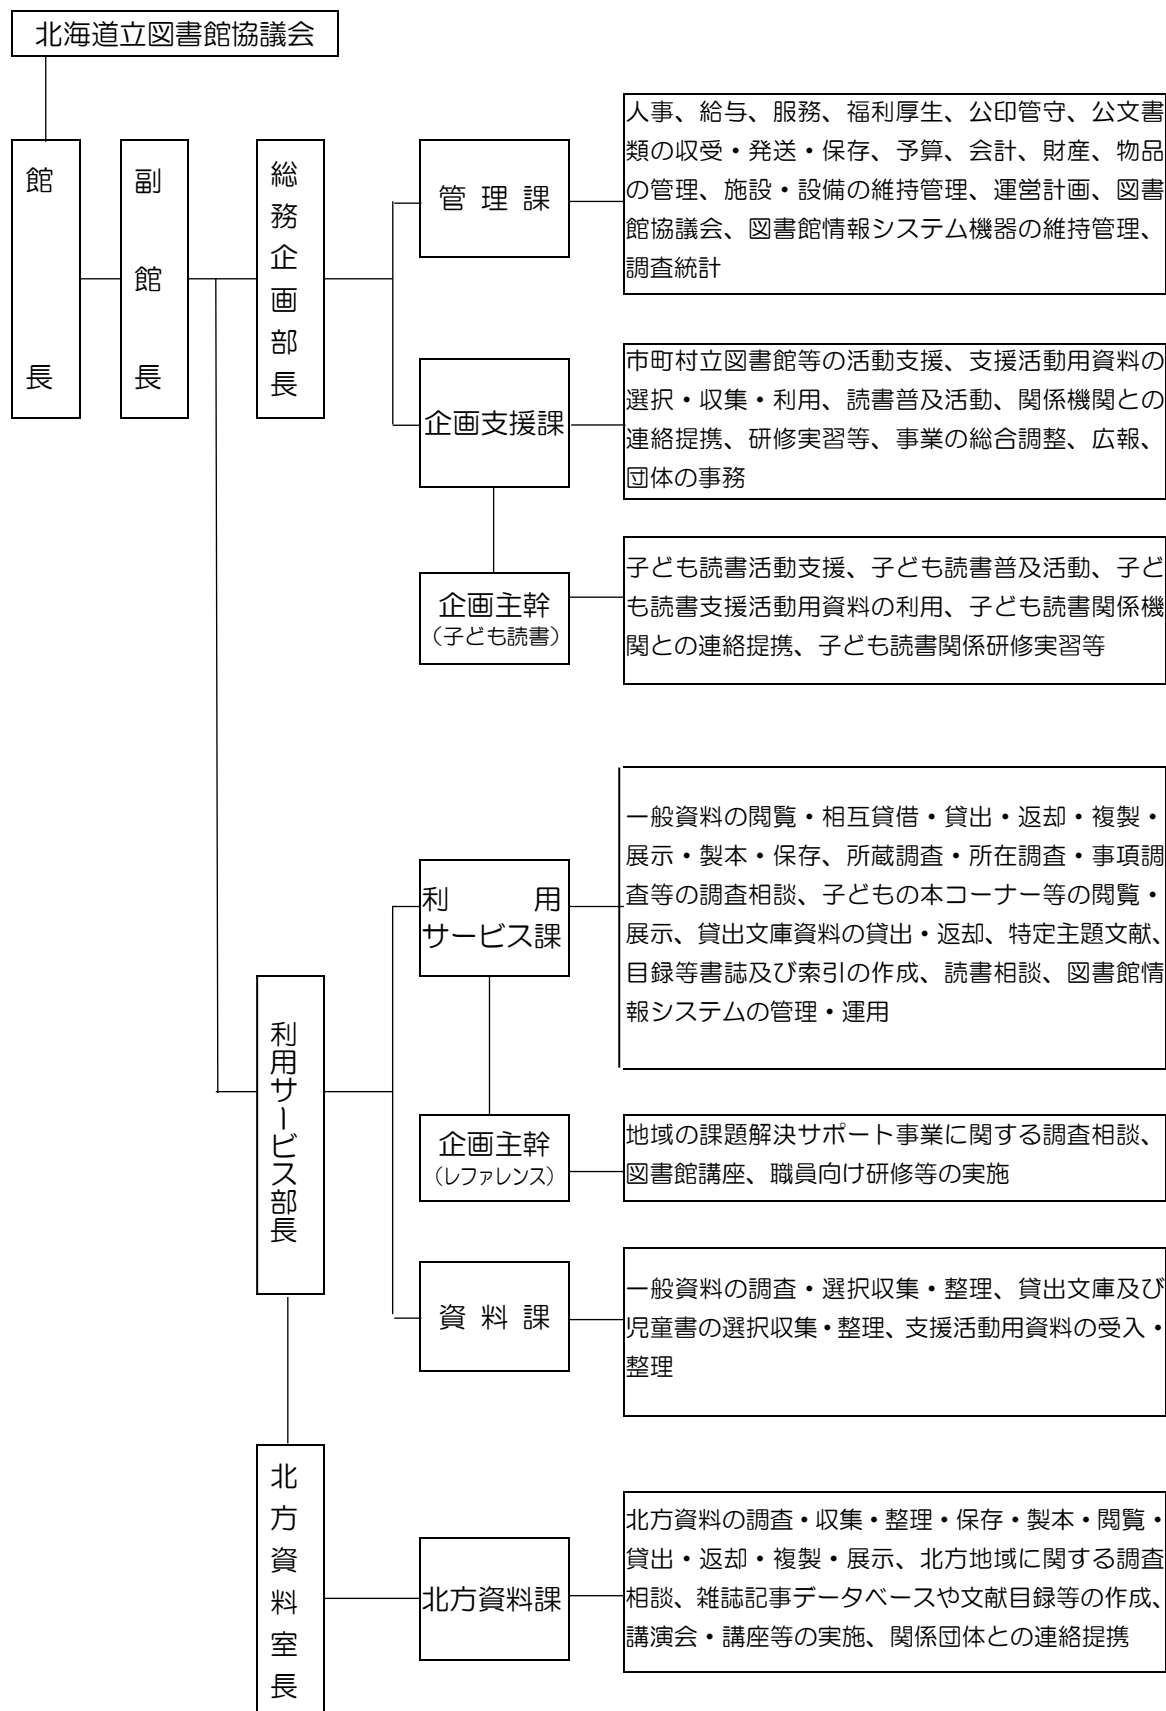 北海道立図書館協議会
館長
副館長
総務企画部長
管理課
人事、給与、服務、福利厚生、公印管守、公文書
類の収受・発送・保存、予算、会計、財産、物品
の管理、施設・設備の維持管理、運営計画、図書
館協議会、図書館情報システム機器の維持管理、
調査統計
企画支援課
市町村立図書館等の活動支援、支援活動用資料の
選択・収集・利用、読書普及活動、関係機関との
連絡提携、研修実習等、事業の総合調整、広報、
団体の事務
企画主幹
(子ども読書)
子ども読書活動支援、子ども読書普及活動、子ど
も読書支援活動用資料の利用、子ども読書関係機
関との連絡提携、子ども読書関係研修実習等
利用サービス部長
利用
サービス課
一般資料の閲覧・相互貸借・貸出・返却・複製・
展示・製本・保存、所蔵調査・所在調査・事項調
査等の調査相談、子どもの本コーナー等の閲覧・
展示、貸出文庫資料の貸出・返却、特定主題文献、
目録等書誌及び索引の作成、読書相談、図書館情
報システムの管理・運用
企画主幹
(レファレンス)
地域の課題解決サポート事業に関する調査相談、
図書館講座、職員向け研修等の実施
資料課
一般資料の調査・選択収集・整理、貸出文庫及び
児童書の選択収集・整理、支援活動用資料の受入・
整理
北方資料室長
北方資料課
北方資料の調査・収集・整理・保存・製本・閲覧・
貸出・返却・複製・展示、北方地域に関する調査
相談、雑誌記事データベースや文献目録等の作成、
講演会・講座等の実施、関係団体との連絡提携